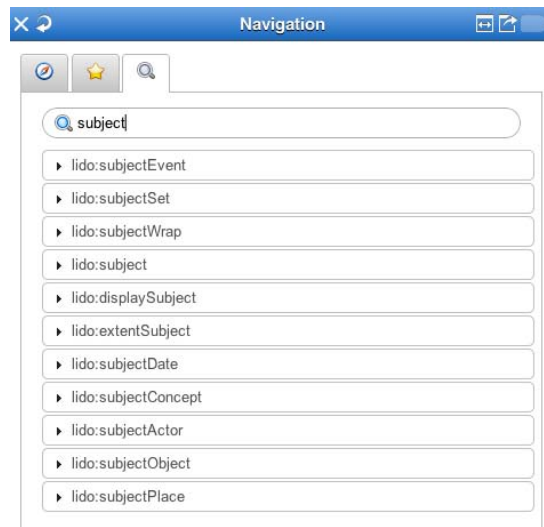 Navigation
subject
lido:subjectEvent
lido:subjectSet
lido:subjectWrap
lido:subject
lido:displaySubject
lido:extentSubject
lido:subjectDate
lido:subjectConcept
lido:subjectActor
lido:subjectObject
lido:subjectPlace